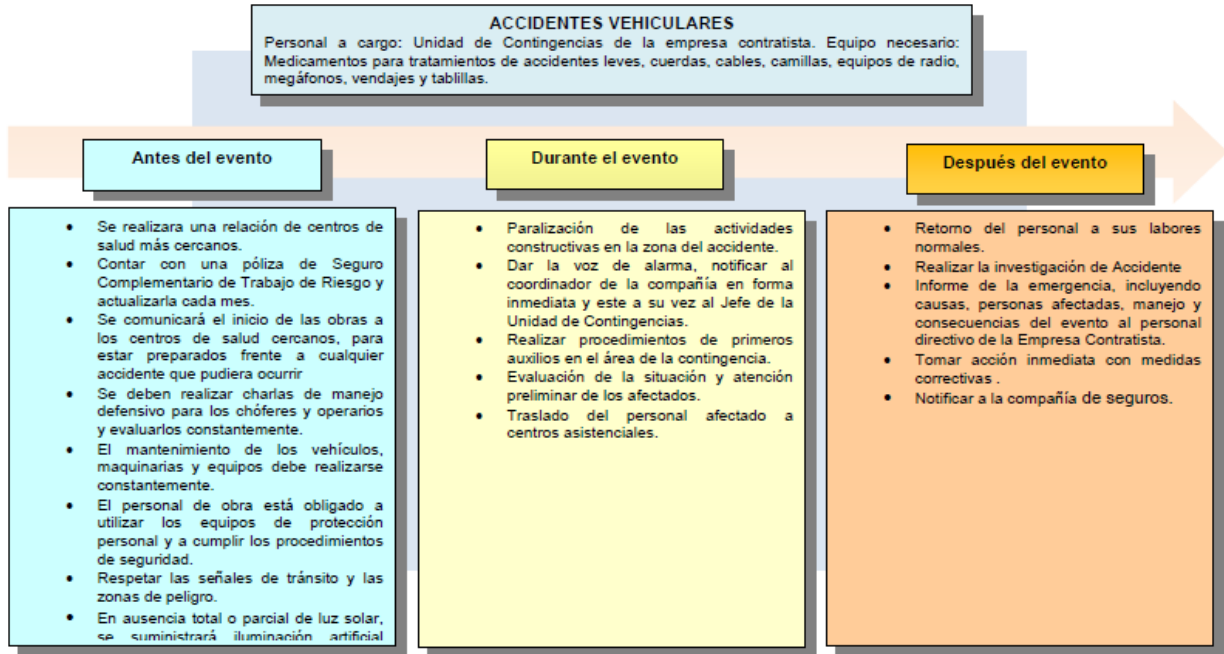 ACCIDENTES VEHICULARES
Personal a cargo: Unidad de Contingencias de la empresa contratista. Equipo necesario:
Medicamentos para tratamientos de accidentes leves, cuerdas, cables, camillas, equipos de radio,
megáfonos, vendajes y tablillas.
Antes del evento
• Se realizara una relación de centros de
salud más cercanos.
• Contar con una póliza de Seguro
Complementario de Trabajo de Riesgo y
actualizarla cada mes.
• Se comunicará el inicio de las obras a
los centros de salud cercanos, para
estar preparados frente a cualquier
accidente que pudiera ocurrir
• Se deben realizar charlas de manejo
defensivo para los chóferes y operarios
y evaluarlos constantemente.
• El mantenimiento de los vehículos,
maquinarias y equipos debe realizarse
constantemente.
• El personal de obra está obligado a
utilizar los equipos de protección
personal y a cumplir los procedimientos
de seguridad.
• Respetar las señales de tránsito y las
zonas de peligro.
• En ausencia total o parcial de luz solar,
se suministrará iluminación artificial
Durante el evento
• Paralización de las actividades
constructivas en la zona del accidente.
• Dar la voz de alarma, notificar al
coordinador de la compañía en forma
inmediata y este a su vez al Jefe de la
Unidad de Contingencias.
• Realizar procedimientos de primeros
auxilios en el área de la contingencia.
• Evaluación de la situación y atención
preliminar de los afectados.
• Traslado del personal afectado a
centros asistenciales.
Después del evento
• Retorno del personal a sus labores
normales.
• Realizar la investigación de Accidente
• Informe de la emergencia, incluyendo
causas, personas afectadas, manejo y
consecuencias del evento al personal
directivo de la Empresa Contratista.
• Tomar acción inmediata con medidas
correctivas .
• Notificar a la compañía de seguros.